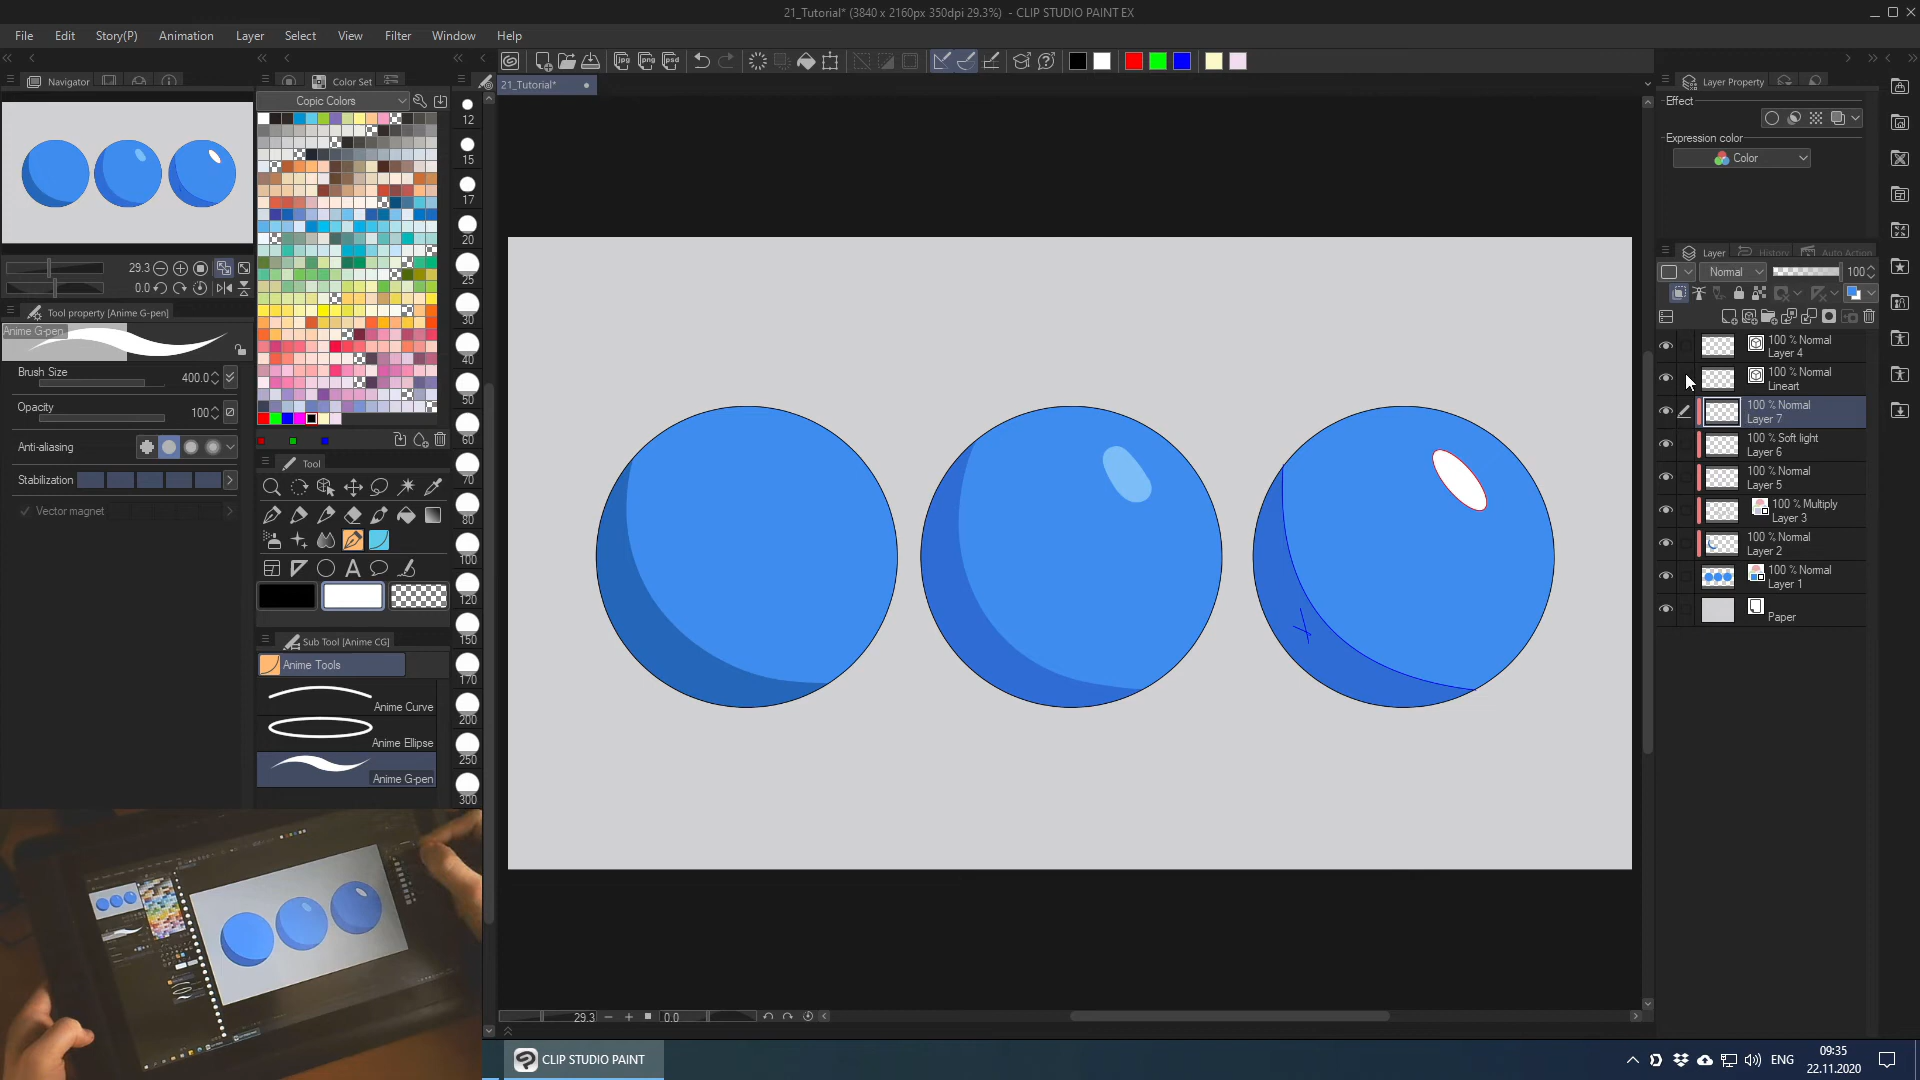 21_Tutorial* (3840 x 2160px 350dpi 29.3%)  - CLIP STUDIO PAINT EX
File Edit Story(P) Animation Layer Select View Filter Window Help
jpg png psd
Navigator
Color Set
21_Tutorial*
Layer Property
Copic Colors
12
Effect
Expression color
15
Color
17
20
Layer History Auto Action
29.3
25
Normal 100
0.0
30
Tool property [Anime G-pen]
Anime G-pen
40
100 % Normal
Layer 4
Brush Size 400.0
50
100 % Normal
Lineart
Opacity 100
60
100 % Normal
Layer 7
Anti-aliasing
Tool
70
100 % Soft light
Layer 6
Stabilization
80
100 % Normal
Layer 5
Vector magnet
100
100 % Multiply
Layer 3
A
120
100 % Normal
Layer 2
150
100 % Normal
Layer 1
Sub Tool [Anime CG]
Paper
Anime Tools
170
Anime Curve
200
Anime Ellipse
250
Anime G-pen
300
29.3 0.0
CLIP STUDIO PAINT
ENG
09:35
22.11.2020